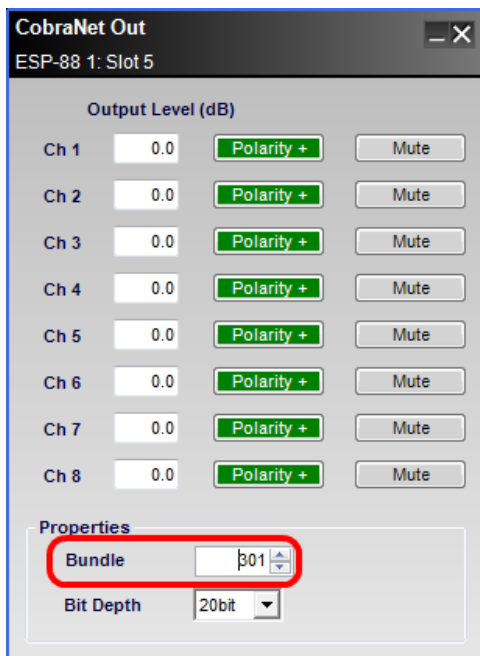 CobraNet Out
ESP-88 1: Slot 5
Output Level (dB)
Ch 1 0.0 Polarity + Mute
Ch 2 0.0 Polarity + Mute
Ch 3 0.0 Polarity + Mute
Ch 4 0.0 Polarity + Mute
Ch 5 0.0 Polarity + Mute
Ch 6 0.0 Polarity + Mute
Ch 7 0.0 Polarity + Mute
Ch 8 0.0 Polarity + Mute
Properties
Bundle 301
Bit Depth 20bit